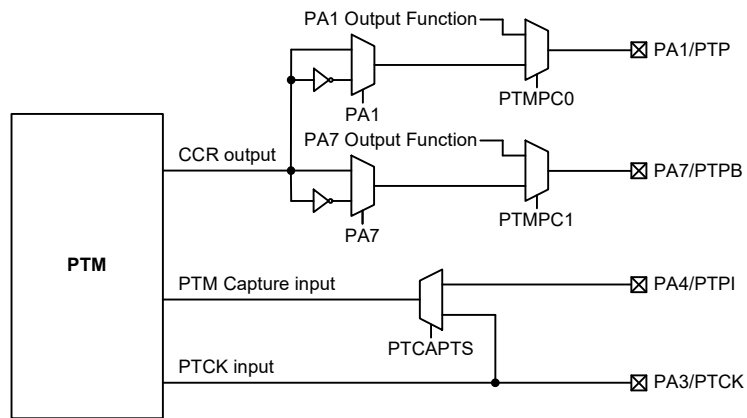 PA1 Output Function
PA1/PTP
PA1
PTMPC0
PA7 Output Function
CCR output
PA7/PTPB
PA7
PTMPC1
PTM
PTM Capture input
PA4/PTPI
PTCAPTS
PTCK input
PA3/PTCK